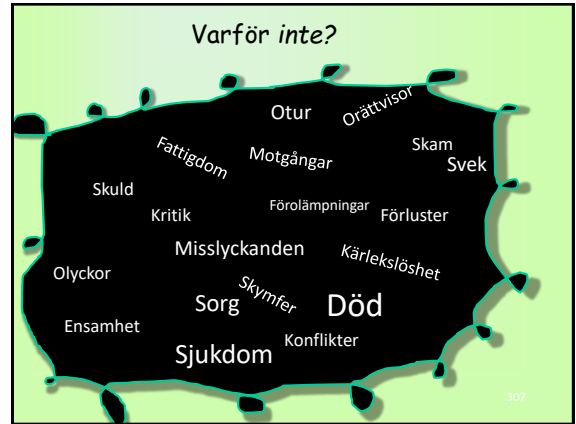 Varför inte?
Otur
Orättvisor
Fattigdom
Motgångar
Skam
Svek
Skuld
Kritik
Förolämpningar
Förluster
Misslyckanden
Kärlekslöshet
Olyckor
Skymfer
Sorg
Död
Ensamhet
Konflikter
Sjukdom
307